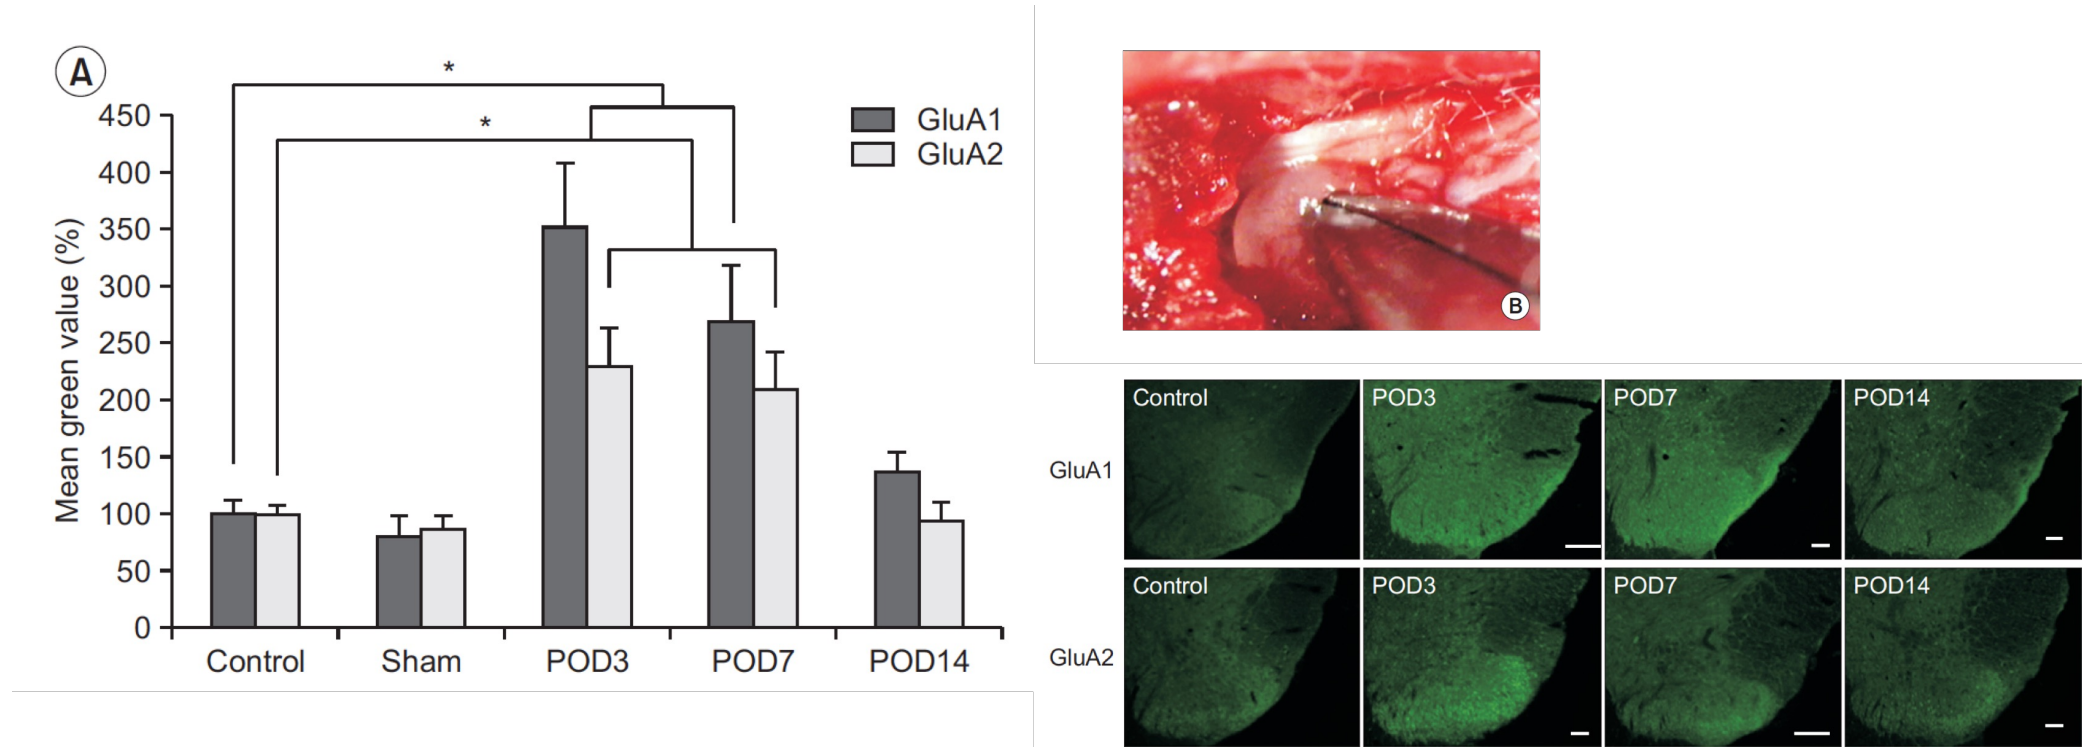 A
*
*
450
400
350
300
250
200
150
100
50
0
Mean green value (%)
GluA1
GluA2
Control Sham POD3 POD7 POD14
B
Control POD3 POD7 POD14
GluA1
Control POD3 POD7 POD14
GluA2